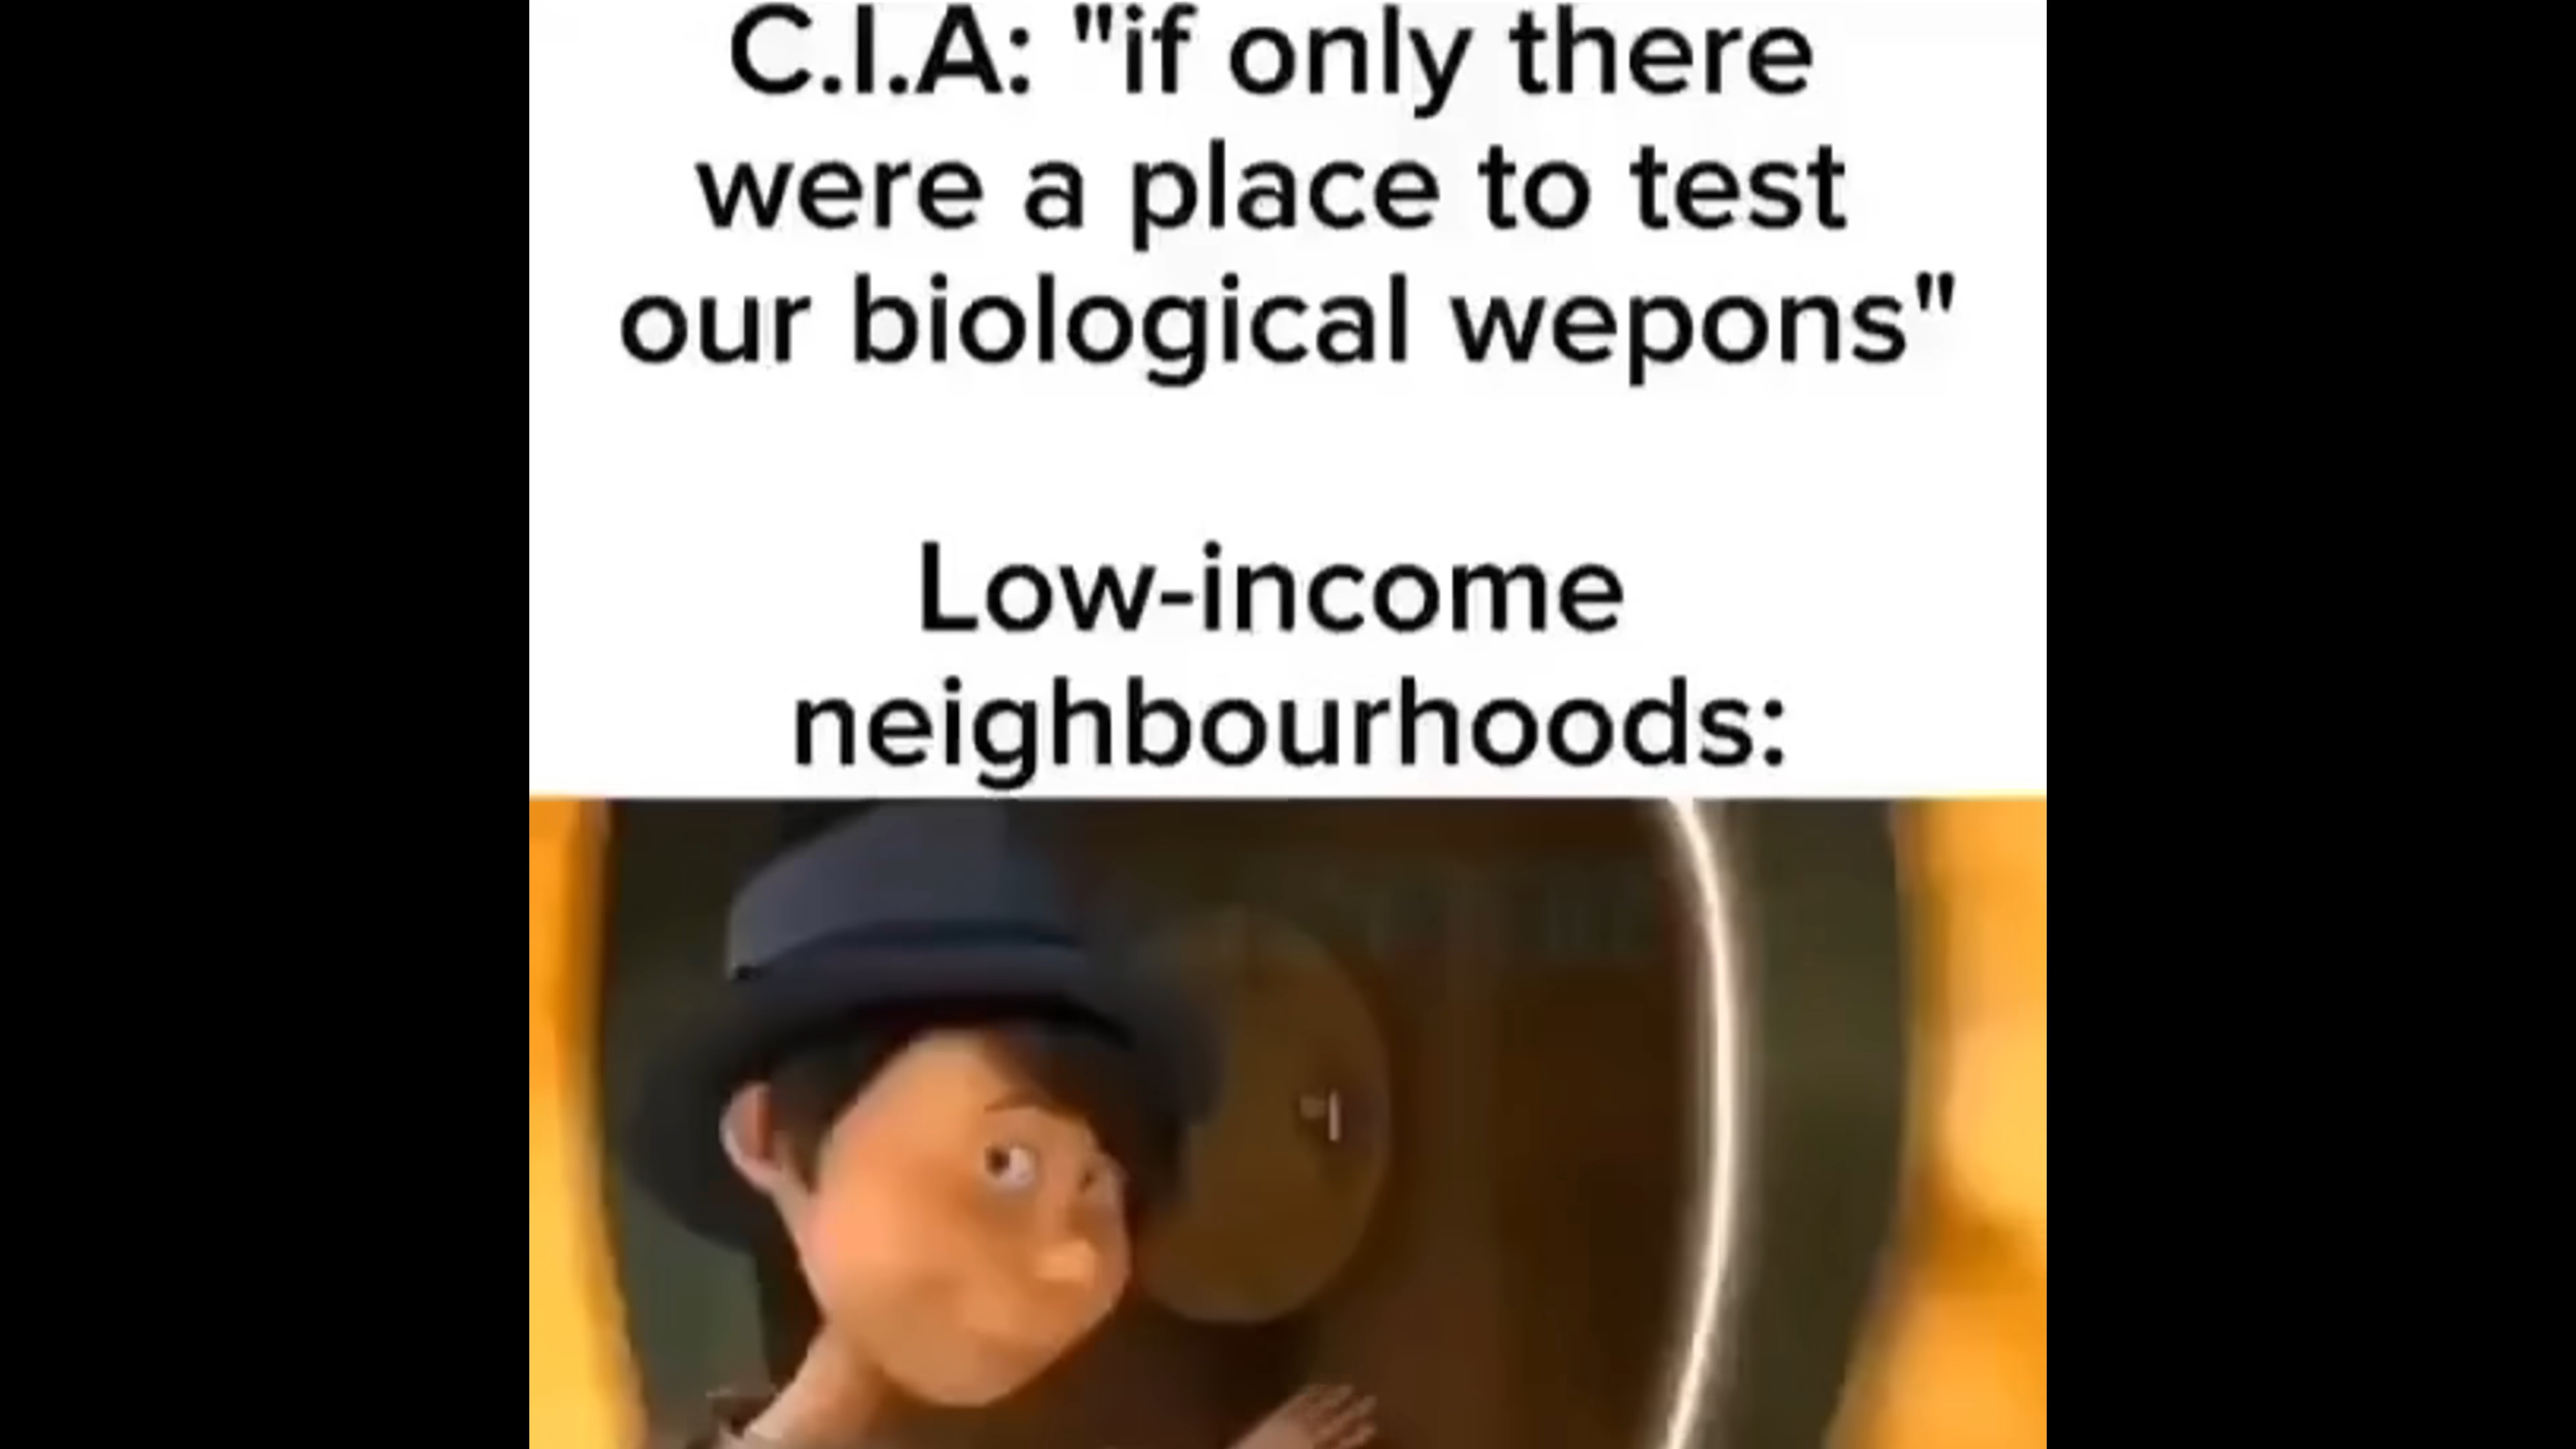 C.I.A: "if only there
were a place to test
our biological wepons"
Low-income
neighbourhoods: